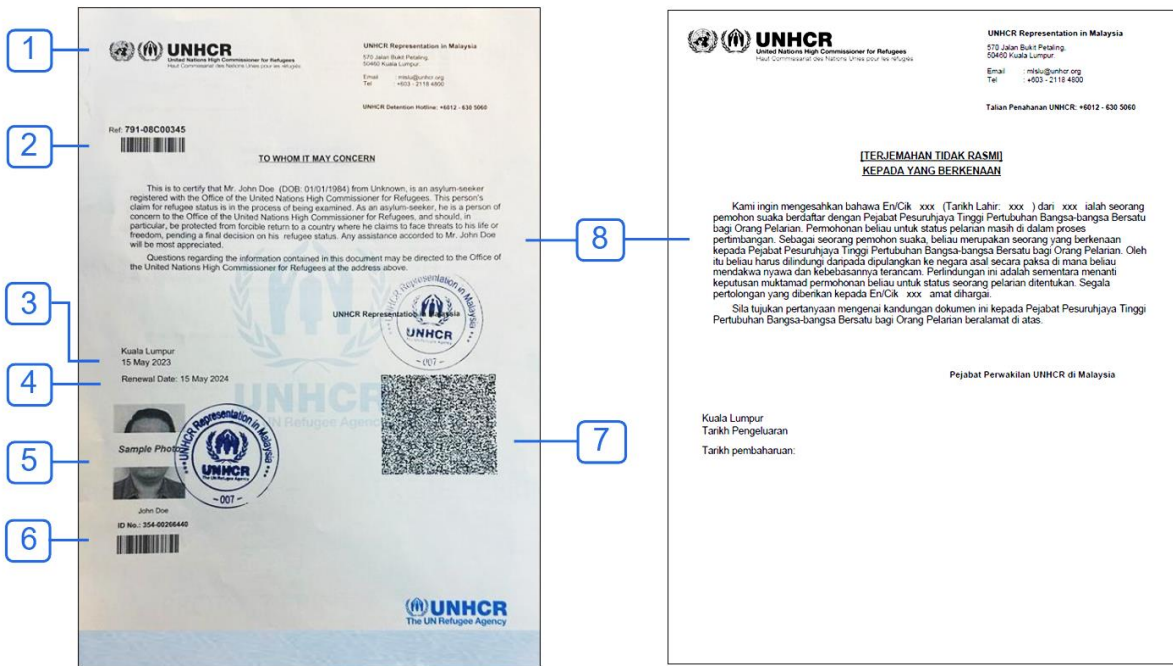 1
2
3
4
5
6
7
8
UNHCR
United Nations High Commissioner for Refugees
Haut Commissariat des Nations Unies pour les réfugiés
UNHCR Representation in Malaysia
570 Jalan Bukit Petaling,
50460 Kuala Lumpur
Email : mlslu@unhcr.org
Tel : +603 - 2118 4800
UNHCR Detention Hotline: +6012 - 630 5060
Ref: 791-08C00345
TO WHOM IT MAY CONCERN
This is to certify that Mr. John Doe (DOB: 01/01/1984) from Unknown, is an asylum-seeker
registered with the Office of the United Nations High Commissioner for Refugees. This person's
claim for refugee status is in the process of being examined. As an asylum-seeker, he is a person of
concern to the Office of the United Nations High Commissioner for Refugees, and should, in
particular, be protected from forcible return to a country where he claims to face threats to his life or
freedom, pending a final decision on his refugee status. Any assistance accorded to Mr. John Doe
will be most appreciated.
Questions regarding the information contained in this document may be directed to the Office of
the United Nations High Commissioner for Refugees at the address above.
UNHCR Representation in Malaysia
UNHCR Representation in Malaysia
UNHCR
- 007 -
Kuala Lumpur
15 May 2023
Renewal Date: 15 May 2024
UNHCR
UN Refugee Agency
Sample Photo
UNHCR Representation in Malaysia
UNHCR
The UN Refugee Agency
- 007 -
John Doe
ID No.: 354-00266440
UNHCR
The UN Refugee Agency
UNHCR
United Nations High Commissioner for Refugees
Haut Commissariat des Nations Unies pour les réfugiés
UNHCR Representation in Malaysia
570 Jalan Bukit Petaling,
50460 Kuala Lumpur
Email : mlslu@unhcr.org
Tel : +603 - 2118 4800
Talian Penahanan UNHCR: +6012 - 630 5060
[TERJEMAHAN TIDAK RASMI]
KEPADA YANG BERKENAAN
Kami ingin mengesahkan bahawa En/Cik xxx (Tarikh Lahir: xxx ) dari xxx ialah seorang
pemohon suaka berdaftar dengan Pejabat Pesuruhjaya Tinggi Pertubuhan Bangsa-bangsa Bersatu
bagi Orang Pelarian. Permohonan beliau untuk status pelarian masih di dalam proses
pertimbangan. Sebagai seorang pemohon suaka, beliau merupakan seorang yang berkenaan
kepada Pejabat Pesuruhjaya Tinggi Pertubuhan Bangsa-bangsa Bersatu bagi Orang Pelarian. Oleh
itu beliau harus dilindungi daripada dipulangkan ke negara asal secara paksa di mana beliau
mendakwa nyawa dan kebebasannya terancam. Perlindungan ini adalah sementara menanti
keputusan muktamad permohonan beliau untuk status seorang pelarian ditentukan. Segala
pertolongan yang diberikan kepada En/Cik xxx amat dihargai.
Sila tujukan pertanyaan mengenai kandungan dokumen ini kepada Pejabat Pesuruhjaya Tinggi
Pertubuhan Bangsa-bangsa Bersatu bagi Orang Pelarian beralamat di atas.
Pejabat Perwakilan UNHCR di Malaysia
Kuala Lumpur
Tarikh Pengeluaran
Tarikh pembaharuan: